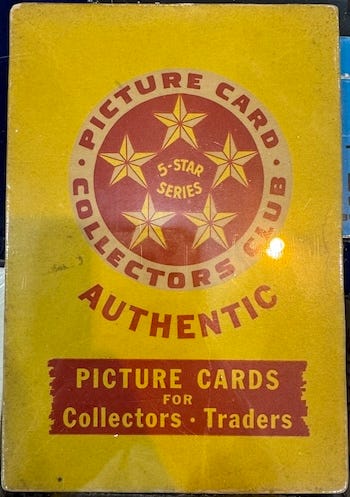 PICTURE CARD
COLLECTORS CLUB
5-STAR
SERIES
AUTHENTIC
PICTURE CARDS
FOR
Collectors · Traders